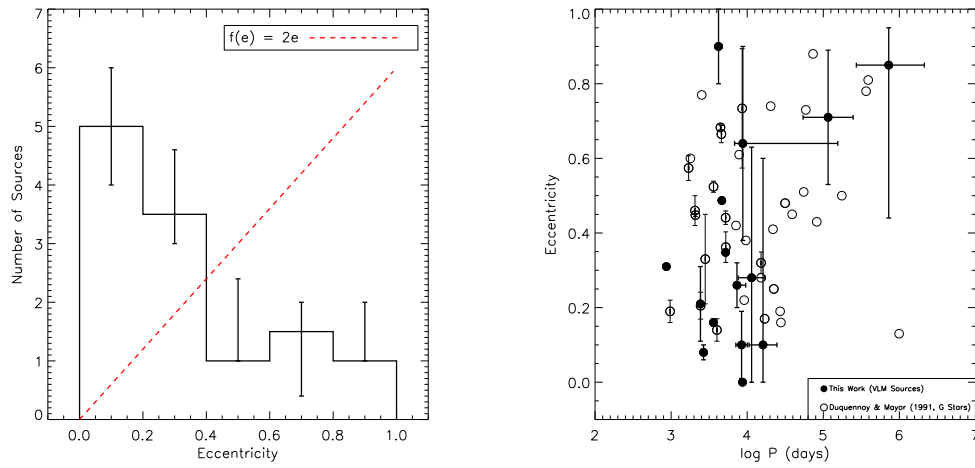 7
6
5
4
3
2
1
0
Number of Sources
f(e) = 2e
0.0 0.2 0.4 0.6 0.8 1.0
Eccentricity
1.0
0.8
0.6
0.4
0.2
0.0
Eccentricity
This Work (VLM Sources)
Duquennoy & Mayor (1991, G Stars)
2 3 4 5 6 7
log P (days)